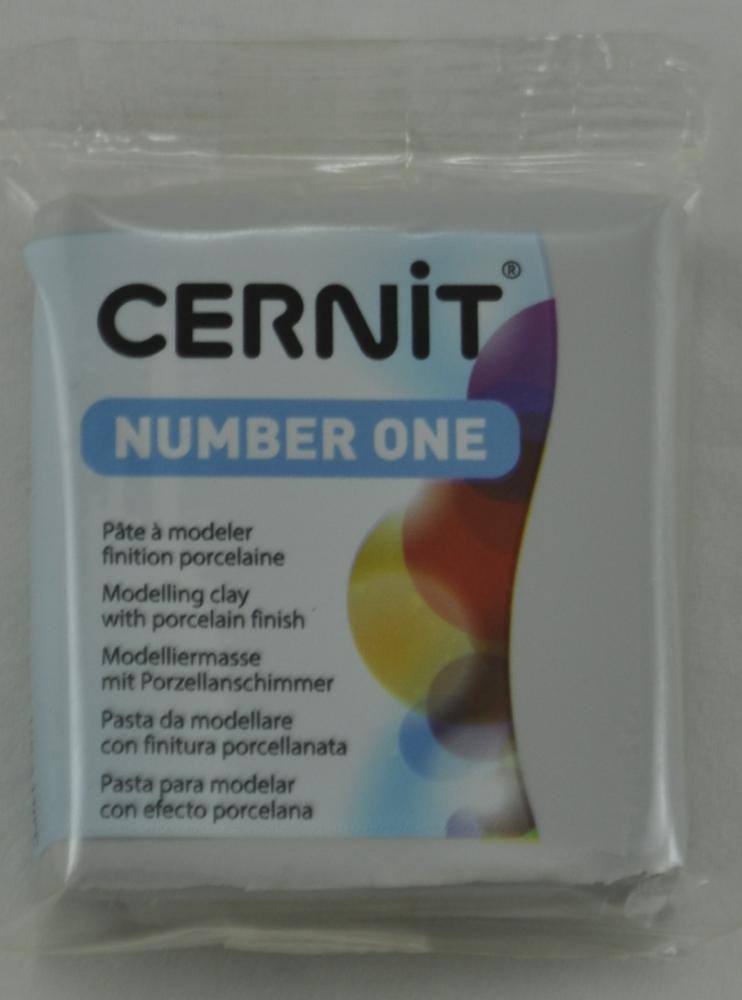 CERNiT®
NUMBER ONE
Pâte à modeler
finition porcelaine
Modelling clay
with porcelain finish
Modelliermasse
mit Porzellanschimmer
Pasta da modellare
con finitura porcellanata
Pasta para modelar
con efecto porcelana